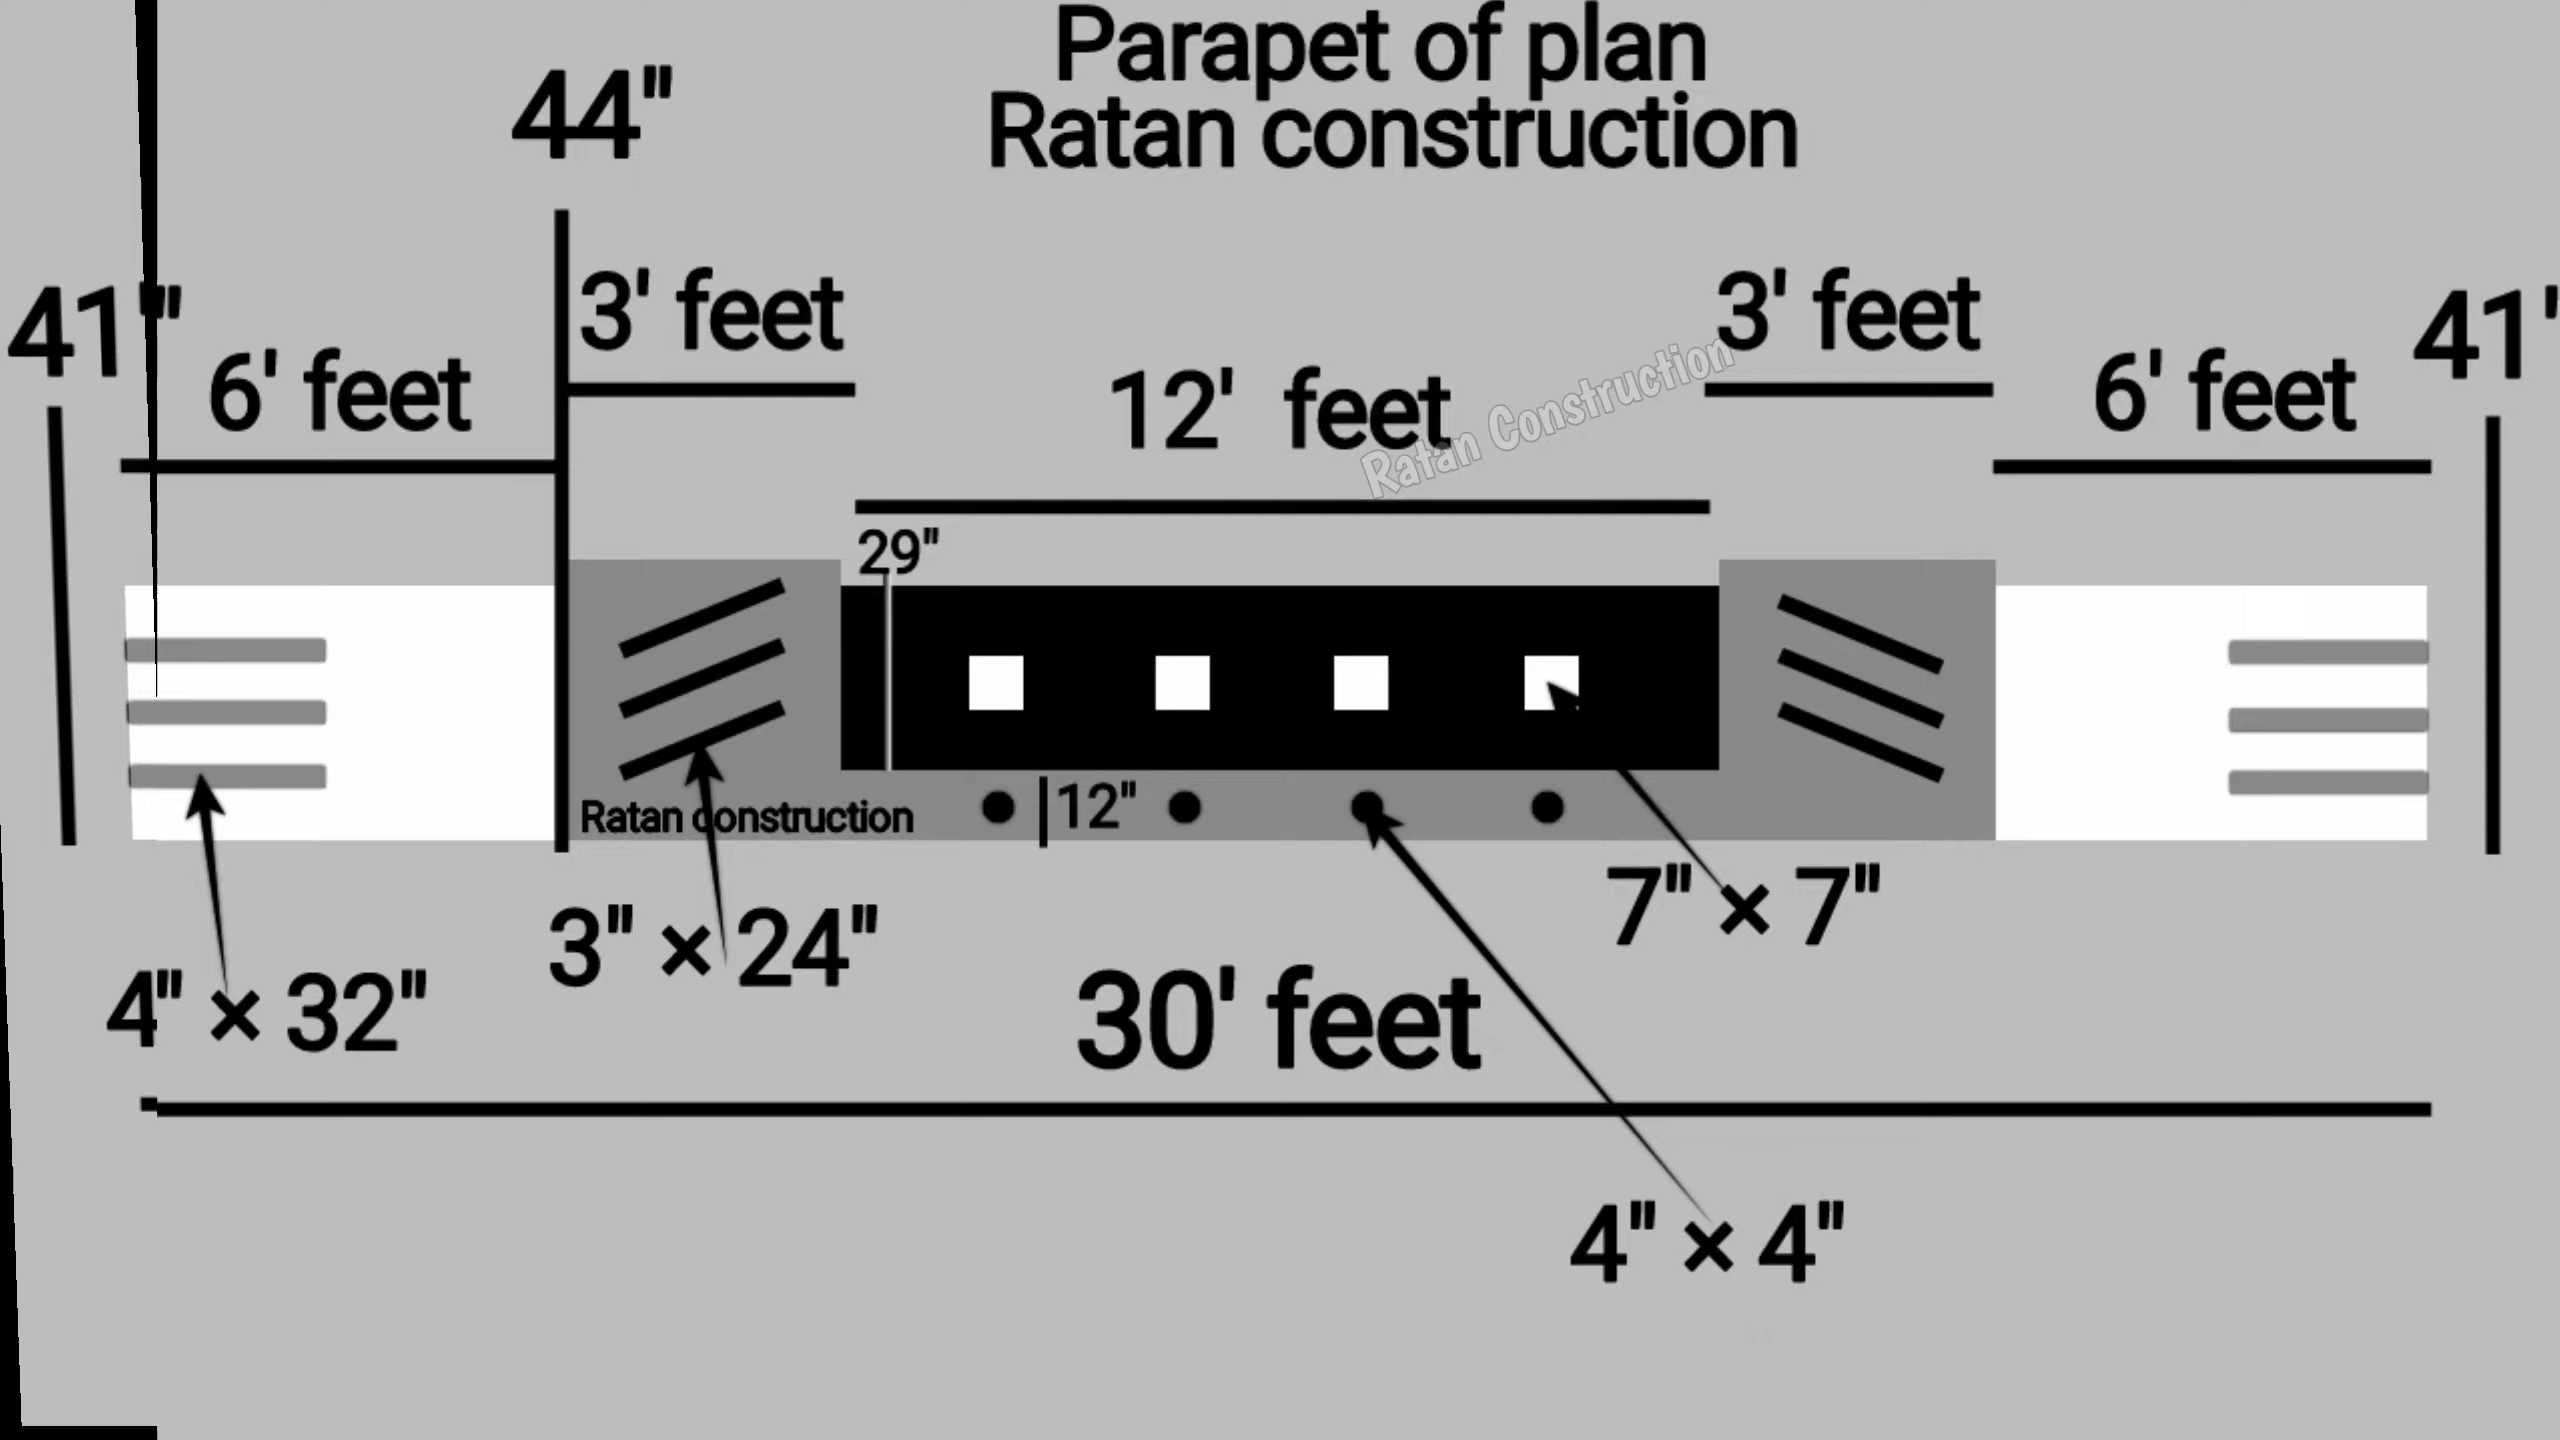 Parapet of plan
Ratan construction
44"
41"
3' feet
3' feet
41'
6' feet
12' feet
6' feet
Ratan Construction
29"
Ratan construction
12"
3" × 24"
7" × 7"
4" × 32"
30' feet
4" × 4"